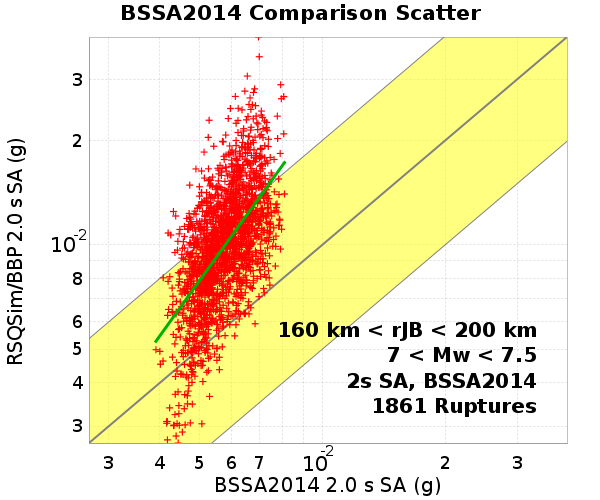 BSSA2014 Comparison Scatter
RSQSim/BBP 2.0 s SA (g)
3
2
10-2
8
6
5
4
3
160 km < rJB < 200 km
7 < Mw < 7.5
2s SA, BSSA2014
1861 Ruptures
3 4 5 6 7 10-2 2 3
BSSA2014 2.0 s SA (g)